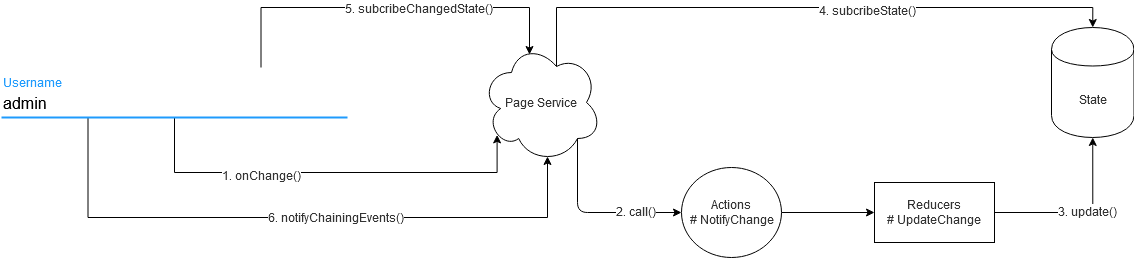 5. subcribeChangedState()
4. subcribeState()
Username
admin
Page Service
State
1. onChange()
6. notifyChainingEvents()
2. call()
Actions
# NotifyChange
Reducers
# UpdateChange
3. update()